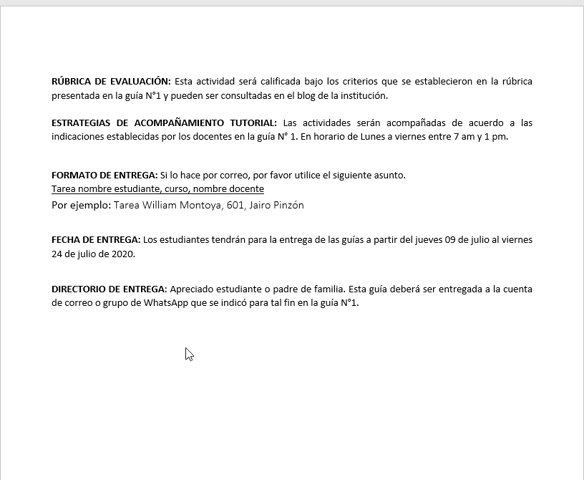 RÚBRICA DE EVALUACIÓN: Esta actividad será calificada bajo los criterios que se establecieron en la rúbrica
presentada en la guía N°1 y pueden ser consultadas en el blog de la institución.
ESTRATEGIAS DE ACOMPAÑAMIENTO TUTORIAL: Las actividades serán acompañadas de acuerdo a las
indicaciones establecidas por los docentes en la guía N° 1. En horario de Lunes a viernes entre 7 am y 1 pm.
FORMATO DE ENTREGA: Si lo hace por correo, por favor utilice el siguiente asunto.
Tarea nombre estudiante, curso, nombre docente
Por ejemplo: Tarea William Montoya, 601, Jairo Pinzón
FECHA DE ENTREGA: Los estudiantes tendrán para la entrega de las guías a partir del jueves 09 de julio al viernes
24 de julio de 2020.
DIRECTORIO DE ENTREGA: Apreciado estudiante o padre de familia. Esta guía deberá ser entregada a la cuenta
de correo o grupo de WhatsApp que se indicó para tal fin en la guía N°1.